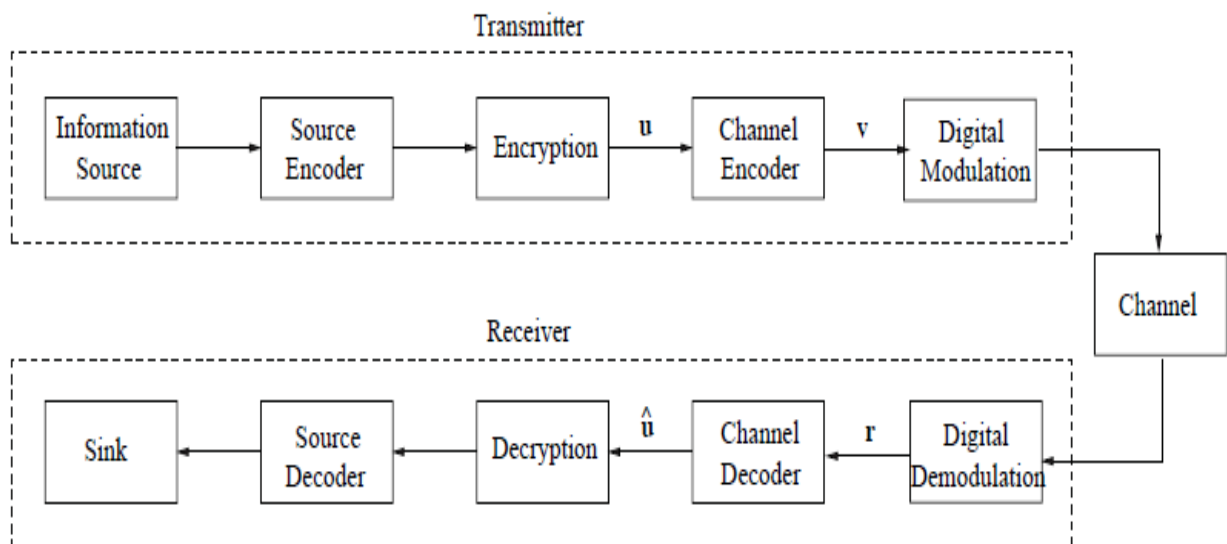 Transmitter
Information
Source
Source
Encoder
Encryption
u
Channel
Encoder
v
Digital
Modulation
Channel
Receiver
Sink
Source
Decoder
Decryption
û
Channel
Decoder
r
Digital
Demodulation